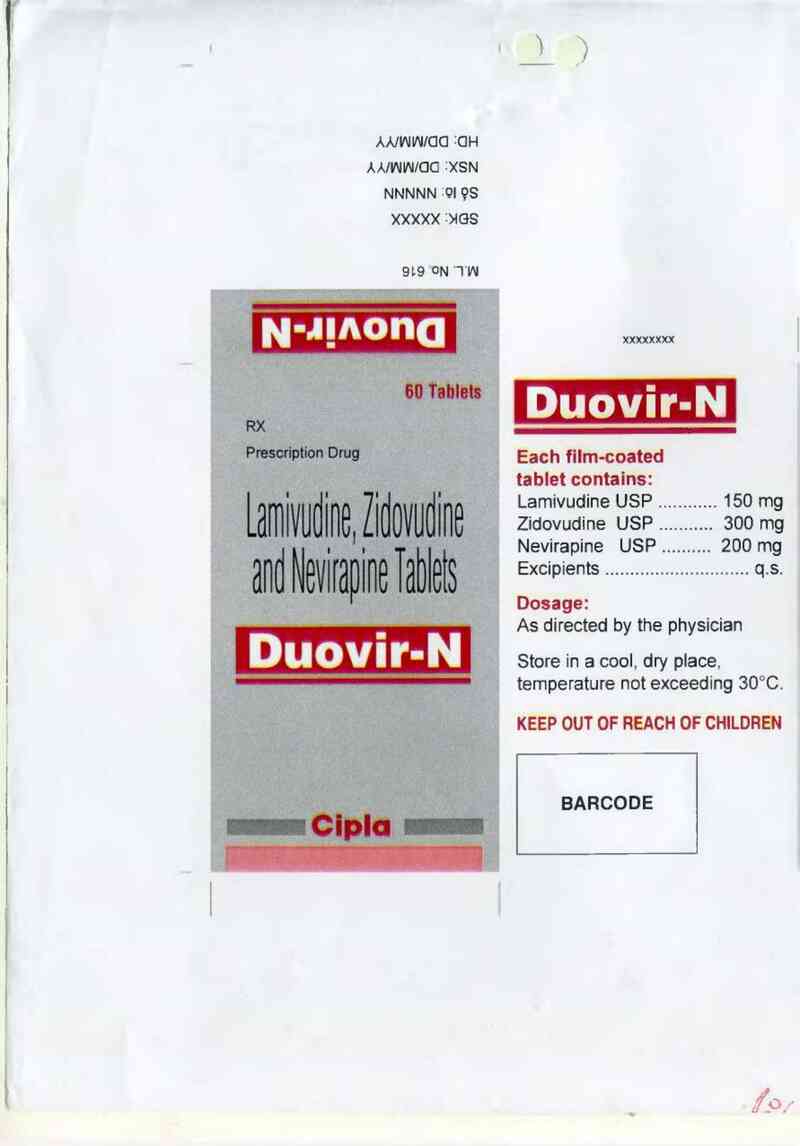 HD: DD/MM/YY
NSX: DD/MM/YY
Số lô: NNNNN
SDK: XXXXX
M.L. No. 616
Duovir-N
60 Tablets
RX
Prescription Drug
Lamivudine, Zidovudine
and Nevirapine Tablets
Duovir-N
Cipla
xxxxxxxx
Duovir-N
Each film-coated
tablet contains:
Lamivudine USP ........... 150 mg
Zidovudine USP .......... 300 mg
Nevirapine USP .......... 200 mg
Excipients ............................ q.s.
Dosage:
As directed by the physician
Store in a cool, dry place,
temperature not exceeding 30°C.
KEEP OUT OF REACH OF CHILDREN
BARCODE